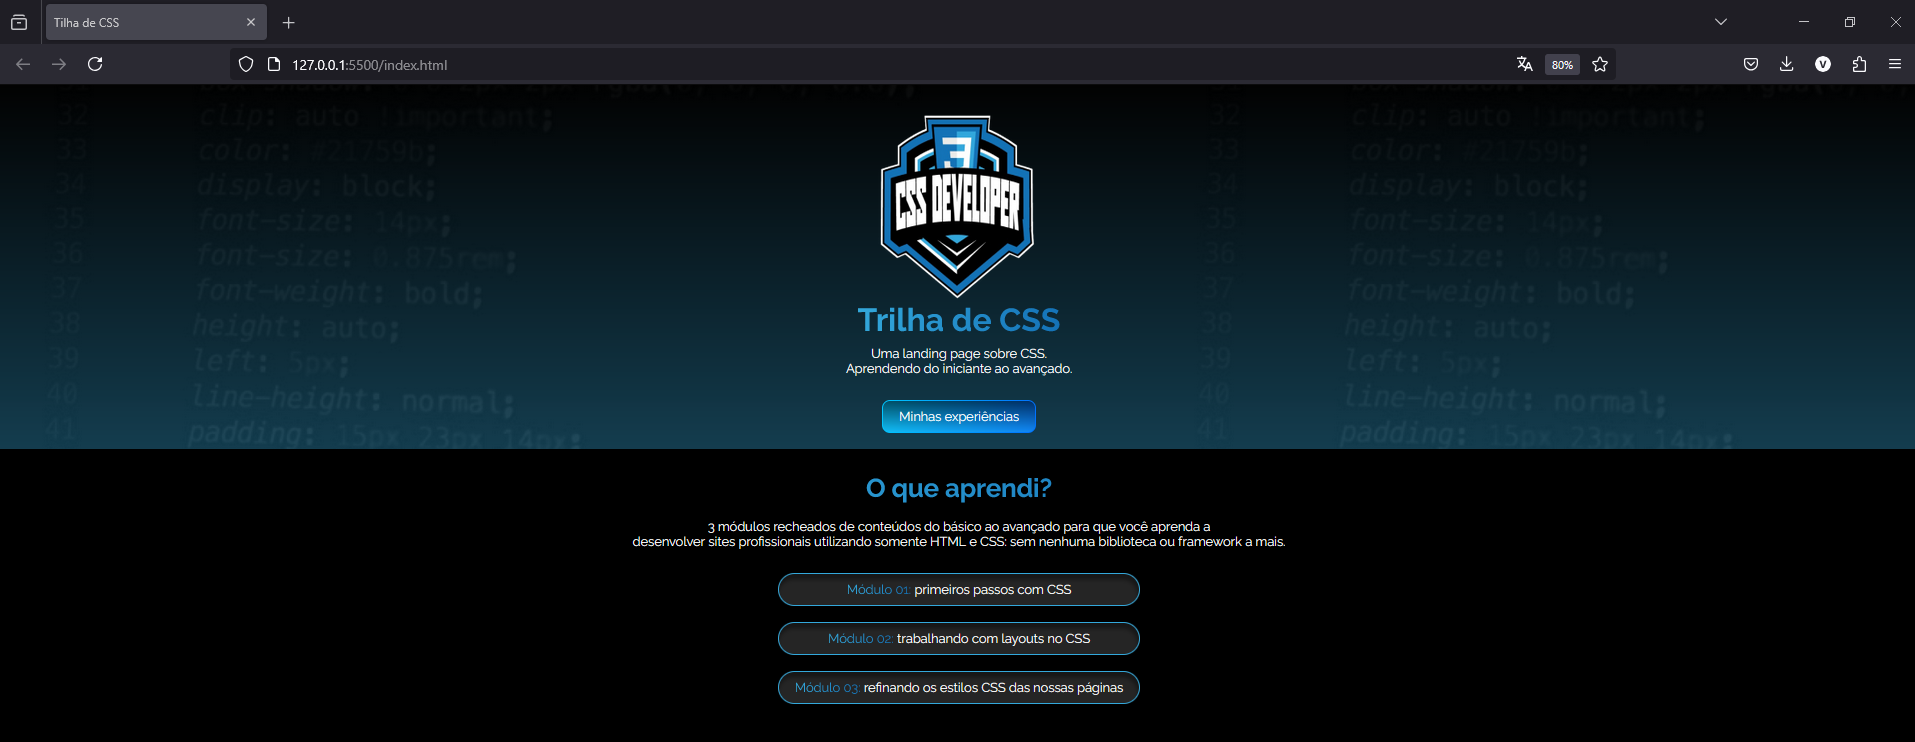 Tilha de CSS
127.0.0.1:5500/index.html
80%
V
32 clip: auto !important;
33 color: #21759b;
34 display: block;
35 font-size: 14px;
36 font-size: 0.875rem;
37 font-weight: bold;
38 height: auto;
39 left: 5px;
40 line-height: normal;
41 padding: 15px 23px 14px;
32 clip: auto !important;
33 color: #21759b;
34 display: block;
35 font-size: 14px;
36 font-size: 0.875rem;
37 font-weight: bold;
38 height: auto;
39 left: 5px;
40 line-height: normal;
41 padding: 15px 23px 14px;
3
CSS DEVELOPER
Trilha de CSS
Uma landing page sobre CSS.
Aprendendo do iniciante ao avançado.
Minhas experiências
O que aprendi?
3 módulos recheados de conteúdos do básico ao avançado para que você aprenda a
desenvolver sites profissionais utilizando somente HTML e CSS: sem nenhuma biblioteca ou framework a mais.
Módulo 01: primeiros passos com CSS
Módulo 02: trabalhando com layouts no CSS
Módulo 03: refinando os estilos CSS das nossas páginas